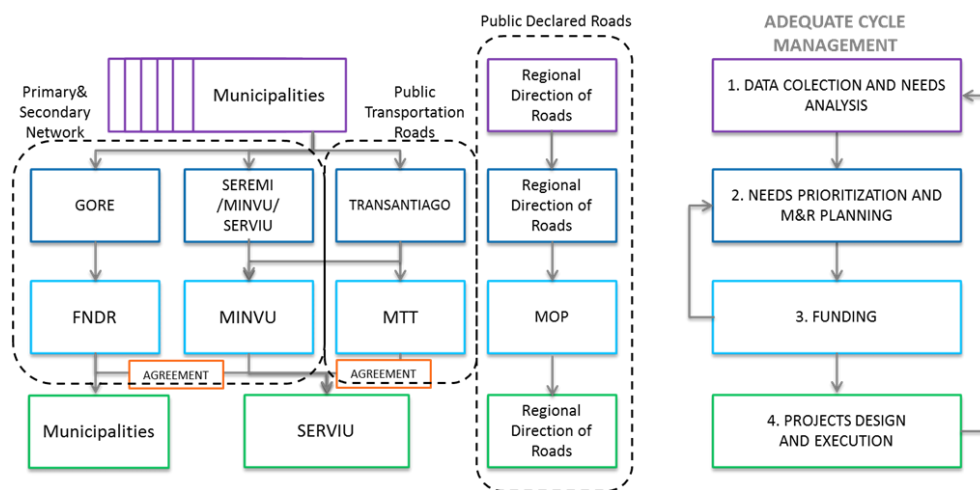 Public Declared Roads
ADEQUATE CYCLE
MANAGEMENT
Primary&
Secondary
Network
Municipalities
Public
Transportation
Roads
Regional
Direction of
Roads
1. DATA COLECTION AND NEEDS
ANALYSIS
GORE
SEREMI
/MINVU/
SERVIU
TRANSANTIAGO
Regional
Direction of
Roads
2. NEEDS PRIORITIZATION AND
M&R PLANNING
FNDR
MINVU
MTT
MOP
3. FUNDING
AGREEMENT
AGREEMENT
Municipalities
SERVIU
Regional
Direction of
Roads
4. PROJECTS DESIGN
AND EXECUTION